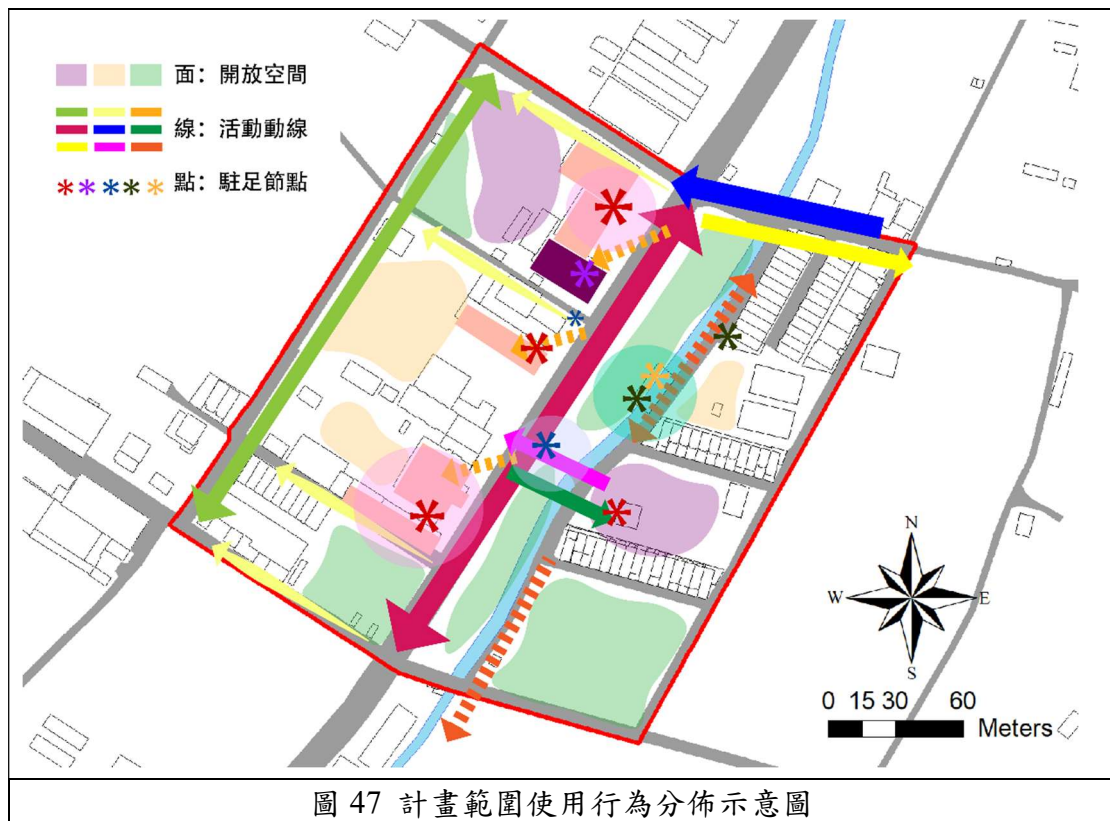 面：開放空間
線：活動動線
點：駐足節點
N
W
E
S
0 15 30 60
Meters
圖 47 計畫範圍使用行為分佈示意圖